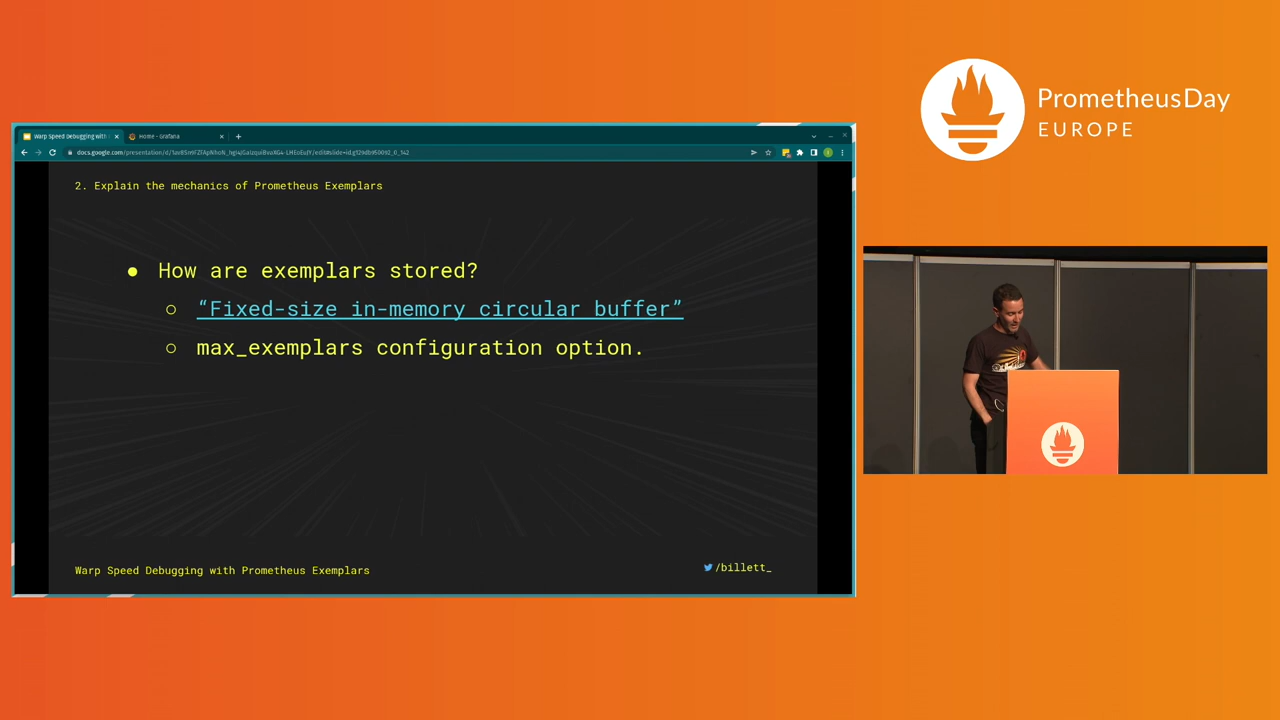 PrometheusDay
EUROPE
Warp Speed Debugging with
Home - Grafana
2. Explain the mechanics of Prometheus Exemplars
● How are exemplars stored?
○ “Fixed-size in-memory circular buffer”
○ max_exemplars configuration option.
Warp Speed Debugging with Prometheus Exemplars
/billett_